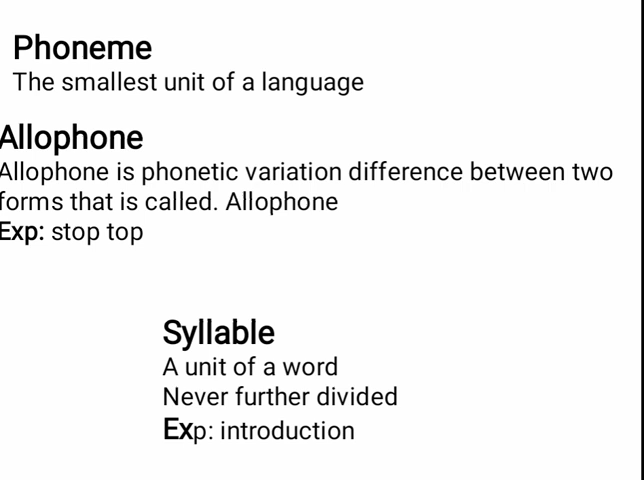 Phoneme
The smallest unit of a language
Allophone
Allophone is phonetic variation difference between two
forms that is called. Allophone
Exp: stop top
Syllable
A unit of a word
Never further divided
Exp: introduction